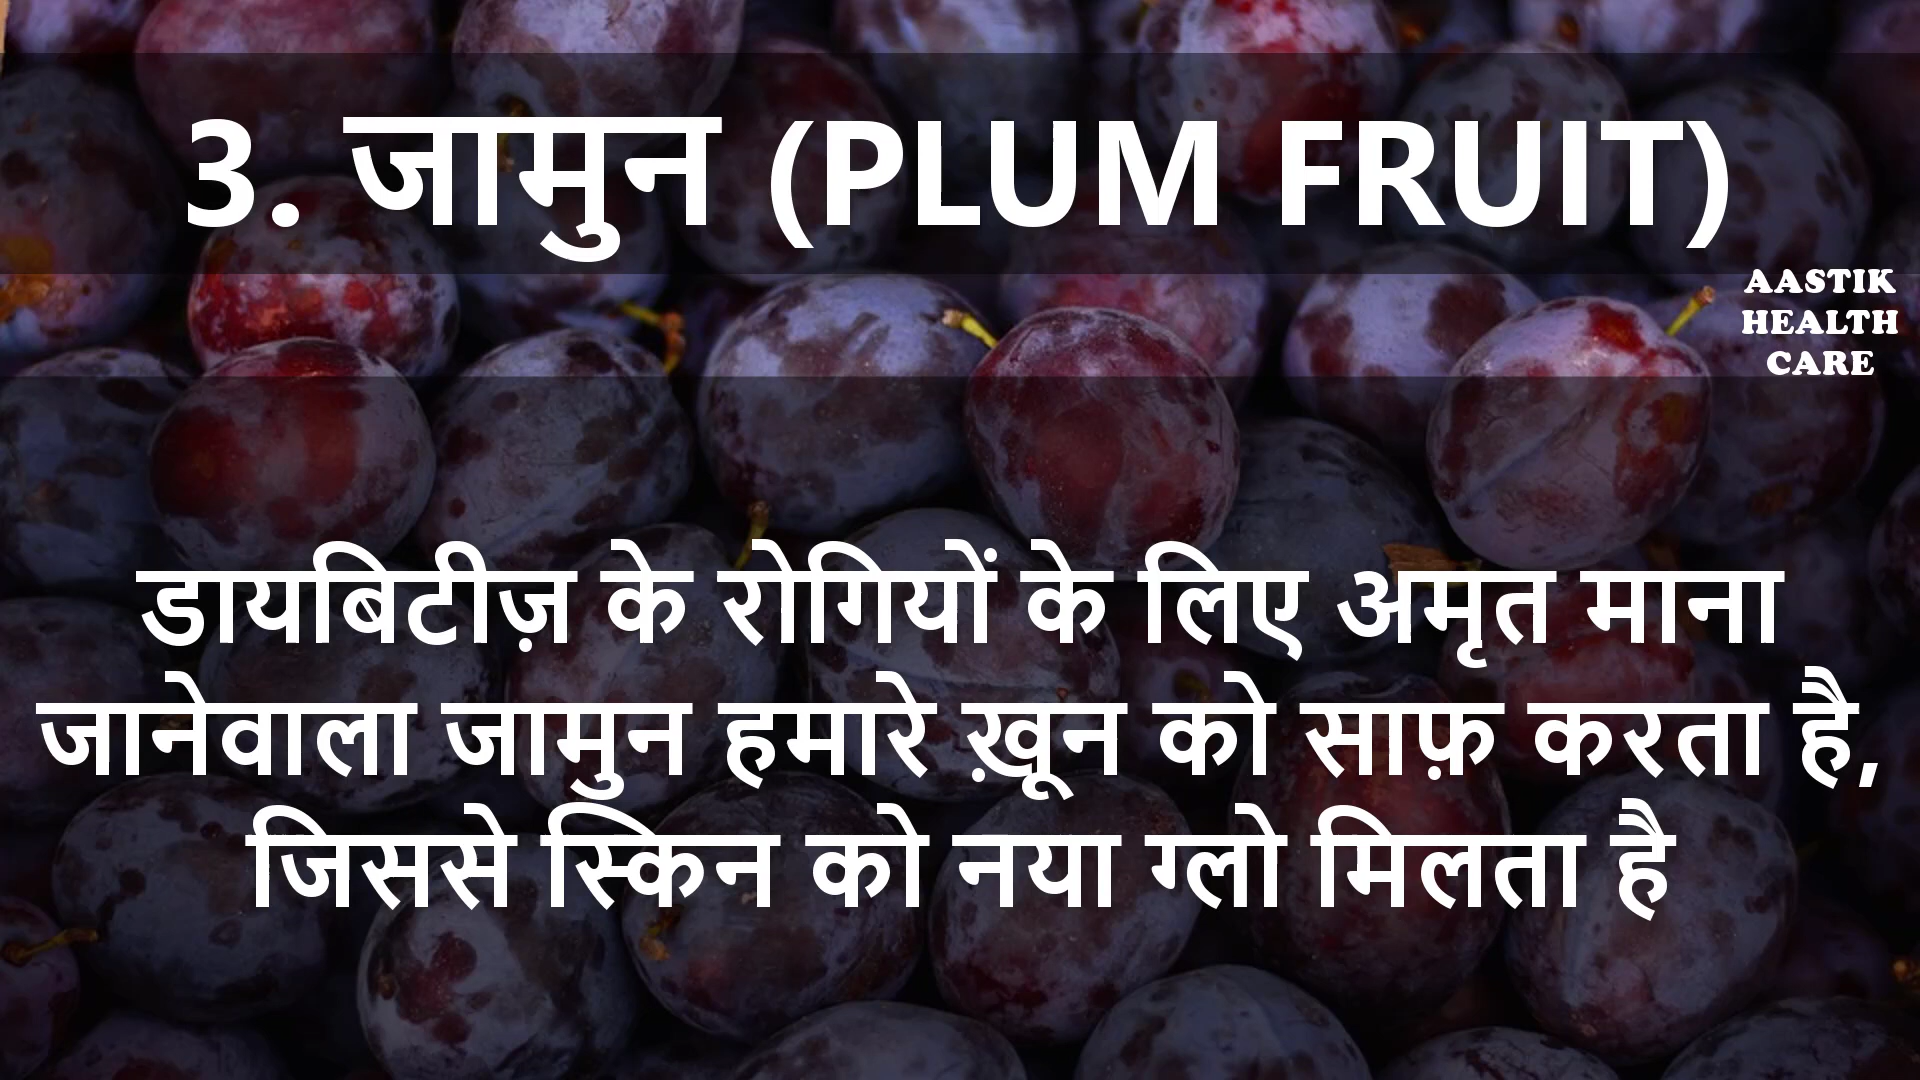 3. जामुन (PLUM FRUIT)
AASTIK
HEALTH
CARE
डायबिटीज़ के रोगियों के लिए अमृत माना
जानेवाला जामुन हमारे ख़ून को साफ़ करता है,
जिससे स्किन को नया ग्लो मिलता है